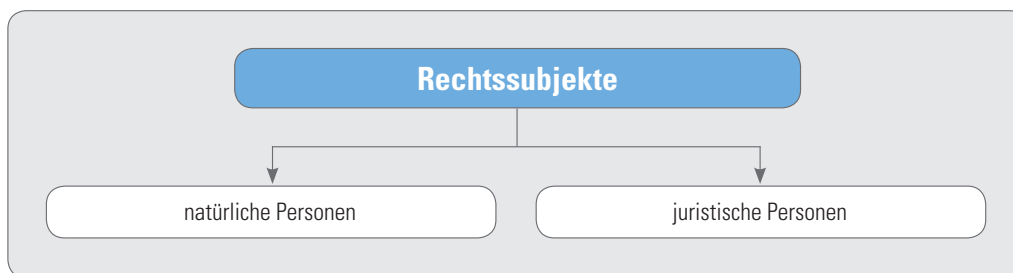 Rechtssubjekte
natürliche Personen
juristische Personen